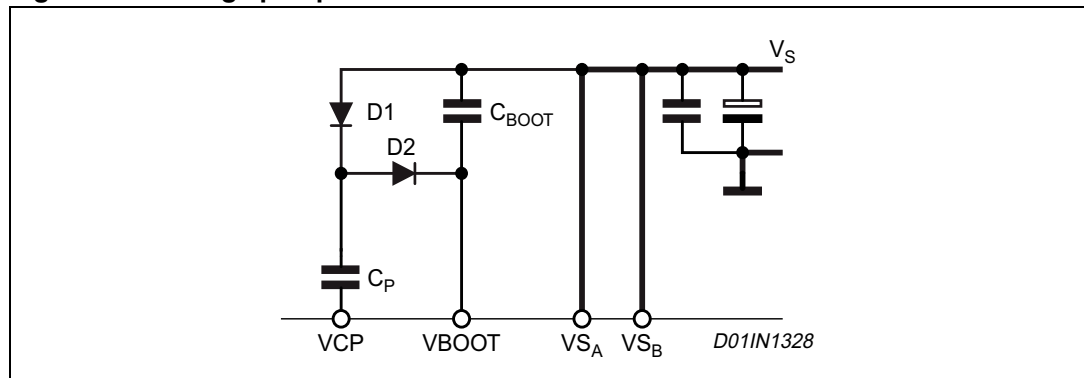 V_S
D1
C_BOOT
D2
C_P
VCP VBOOT VS_A VS_B D01IN1328